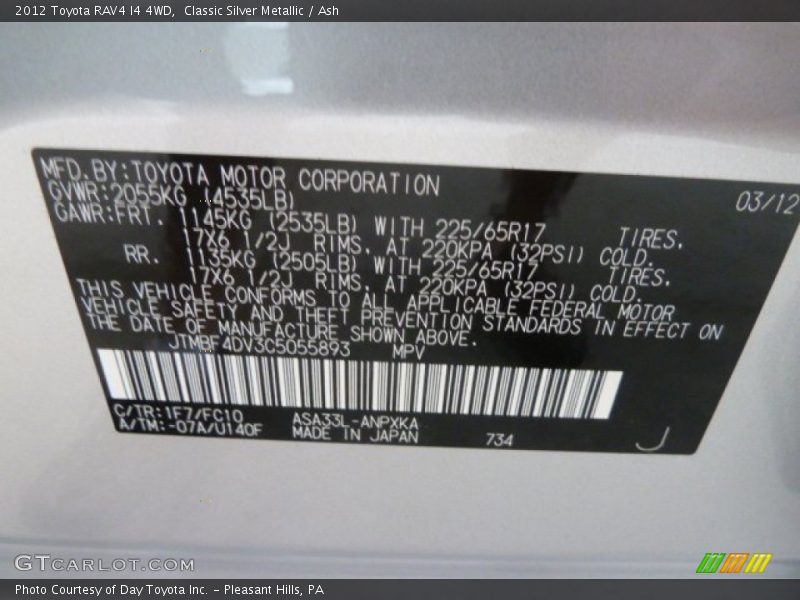 2012 Toyota RAV4 I4 4WD,  Classic Silver Metallic / Ash
MFD.BY:TOYOTA MOTOR CORPORATION 03/12
GVWR:2055KG (4535LB)
GAWR:FRT. 1145KG (2535LB) WITH 225/65R17 TIRES,
17X6 1/2J RIMS, AT 220KPA (32PSI) COLD.
RR. 1135KG (2505LB) WITH 225/65R17 TIRES,
17X6 1/2J RIMS, AT 220KPA (32PSI) COLD.
THIS VEHICLE CONFORMS TO ALL APPLICABLE FEDERAL MOTOR
VEHICLE SAFETY AND THEFT PREVENTION STANDARDS IN EFFECT ON
THE DATE OF MANUFACTURE SHOWN ABOVE.
JTMBF4DV3C5055893 MPV
C/TR:1F7/FC10 ASA33L-ANPXKA
A/TM:-07A/U140F MADE IN JAPAN 734 J
GTCARLOT.COM
Photo Courtesy of Day Toyota Inc. - Pleasant Hills, PA